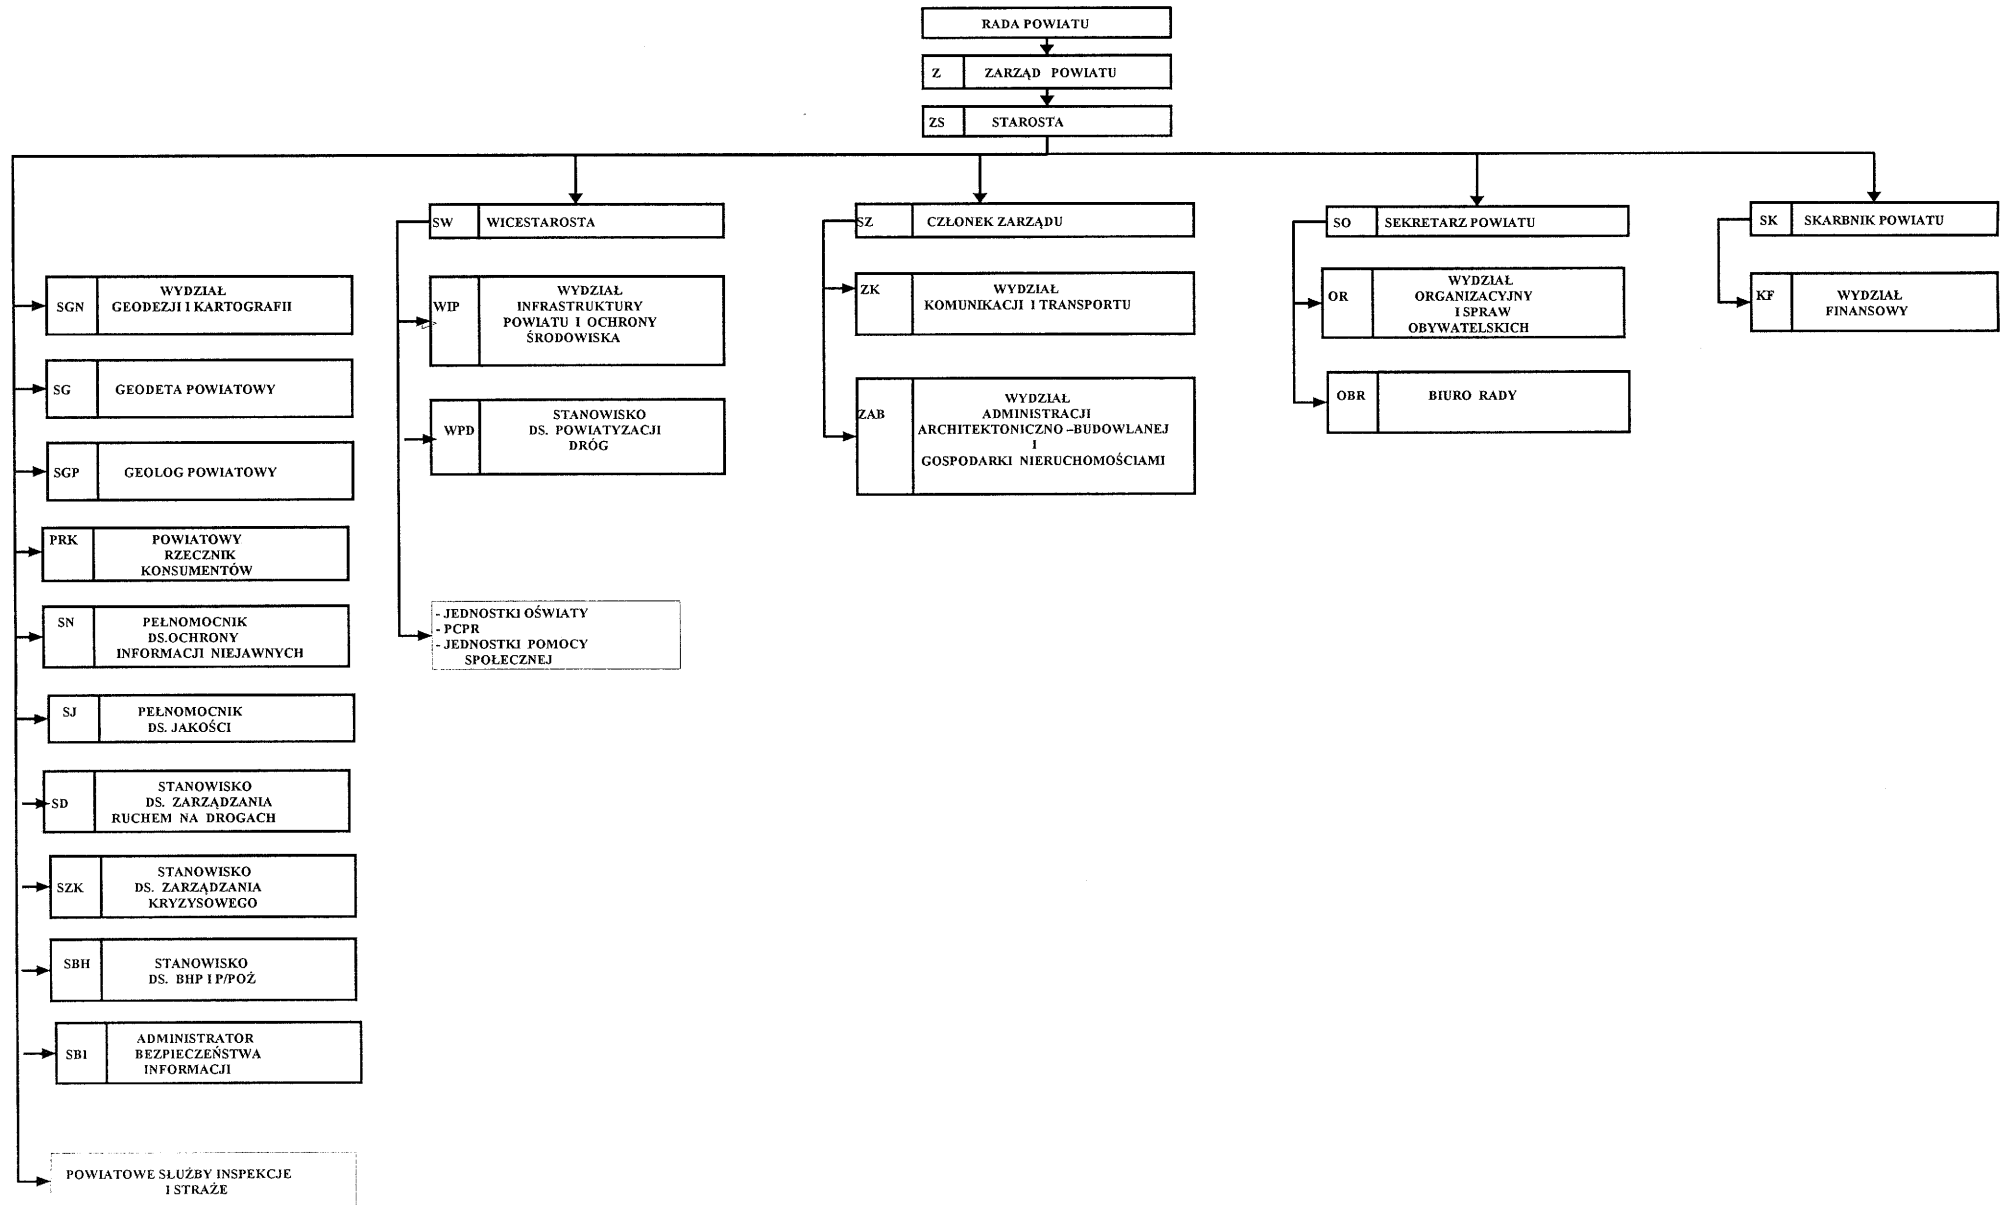 RADA POWIATU
Z ZARZĄD POWIATU
ZS STAROSTA
SGN WYDZIAŁ
GEODEZJI I KARTOGRAFII
SG GEODETA POWIATOWY
SGP GEOLOG POWIATOWY
PRK POWIATOWY
RZECZNIK
KONSUMENTÓW
SN PEŁNOMOCNIK
DS.OCHRONY
INFORMACJI NIEJAWNYCH
SJ PEŁNOMOCNIK
DS. JAKOŚCI
SD STANOWISKO
DS. ZARZĄDZANIA
RUCHEM NA DROGACH
SZK STANOWISKO
DS. ZARZĄDZANIA
KRYZYSOWEGO
SBH STANOWISKO
DS. BHP I P/POŻ
SBI ADMINISTRATOR
BEZPIECZEŃSTWA
INFORMACJI
POWIATOWE SŁUŻBY INSPEKCJE
I STRAŻE
SW WICESTAROSTA
WIP WYDZIAŁ
INFRASTRUKTURY
POWIATU I OCHRONY
ŚRODOWISKA
WPD STANOWISKO
DS. POWIATYZACJI
DRÓG
- JEDNOSTKI OŚWIATY
- PCPR
- JEDNOSTKI POMOCY
SPOŁECZNEJ
SZ CZŁONEK ZARZĄDU
ZK WYDZIAŁ
KOMUNIKACJI I TRANSPORTU
ZAB WYDZIAŁ
ADMINISTRACJI
ARCHITEKTONICZNO –BUDOWLANEJ
I
GOSPODARKI NIERUCHOMOŚCIAMI
SO SEKRETARZ POWIATU
OR WYDZIAŁ
ORGANIZACYJNY
I SPRAW
OBYWATELSKICH
OBR BIURO RADY
SK SKARBNIK POWIATU
KF WYDZIAŁ
FINANSOWY